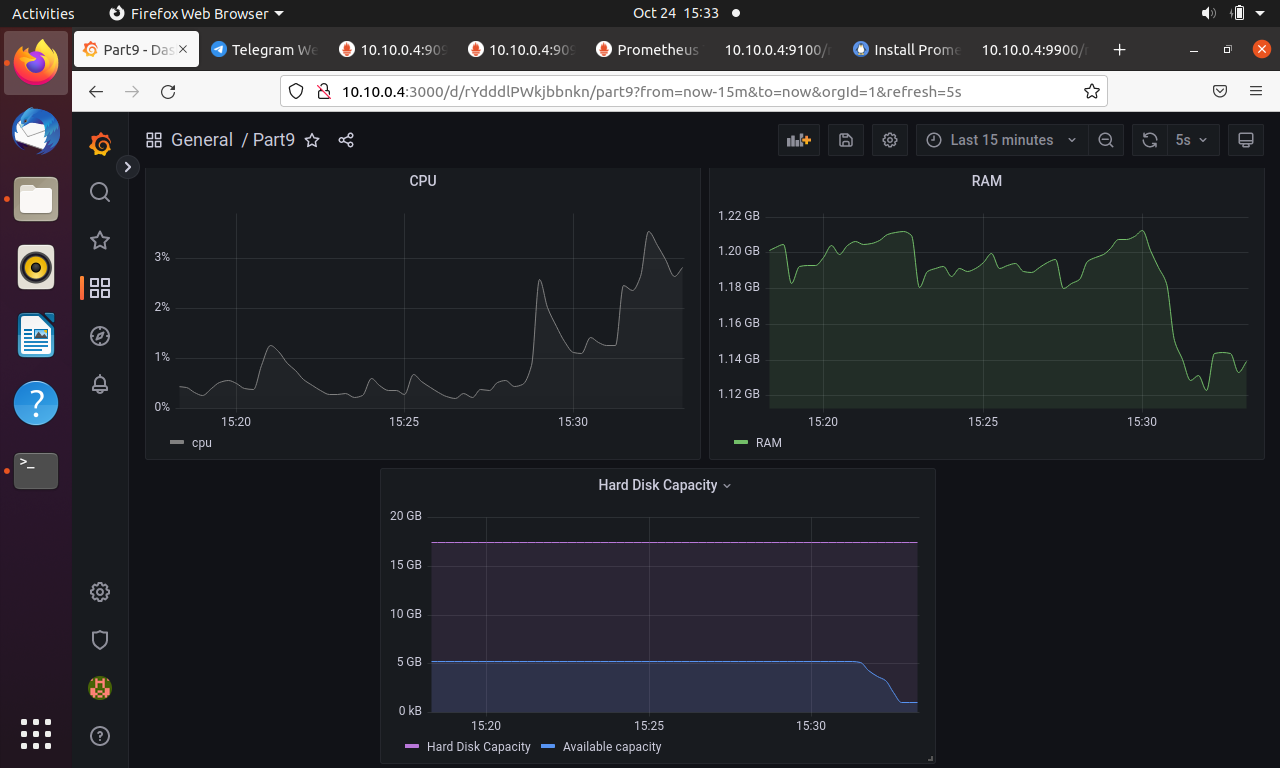 Activities Firefox Web Browser Oct 24 15:33
Part9 - Das Telegram We 10.10.0.4:909 10.10.0.4:909 Prometheus 10.10.0.4:9100/r Install Prome 10.10.0.4:9900/r
10.10.0.4:3000/d/rYdddlPWkjbbnkn/part9?from=now-15m&to=now&orgId=1&refresh=5s
General / Part9 Last 15 minutes 5s
CPU
3%
2%
1%
0%
15:20 15:25 15:30
cpu
RAM
1.22 GB
1.20 GB
1.18 GB
1.16 GB
1.14 GB
1.12 GB
15:20 15:25 15:30
RAM
Hard Disk Capacity
20 GB
15 GB
10 GB
5 GB
0 kB
15:20 15:25 15:30
Hard Disk Capacity Available capacity